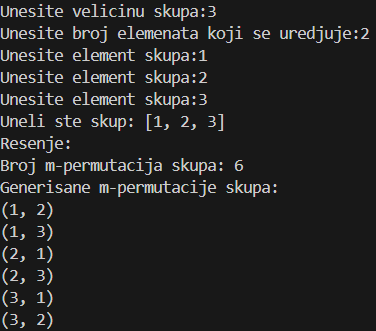 Unesite velicinu skupa:3
Unesite broj elemenata koji se uredjuje:2
Unesite element skupa:1
Unesite element skupa:2
Unesite element skupa:3
Uneli ste skup: [1, 2, 3]
Resenje:
Broj m-permutacija skupa: 6
Generisane m-permutacije skupa:
(1, 2)
(1, 3)
(2, 1)
(2, 3)
(3, 1)
(3, 2)